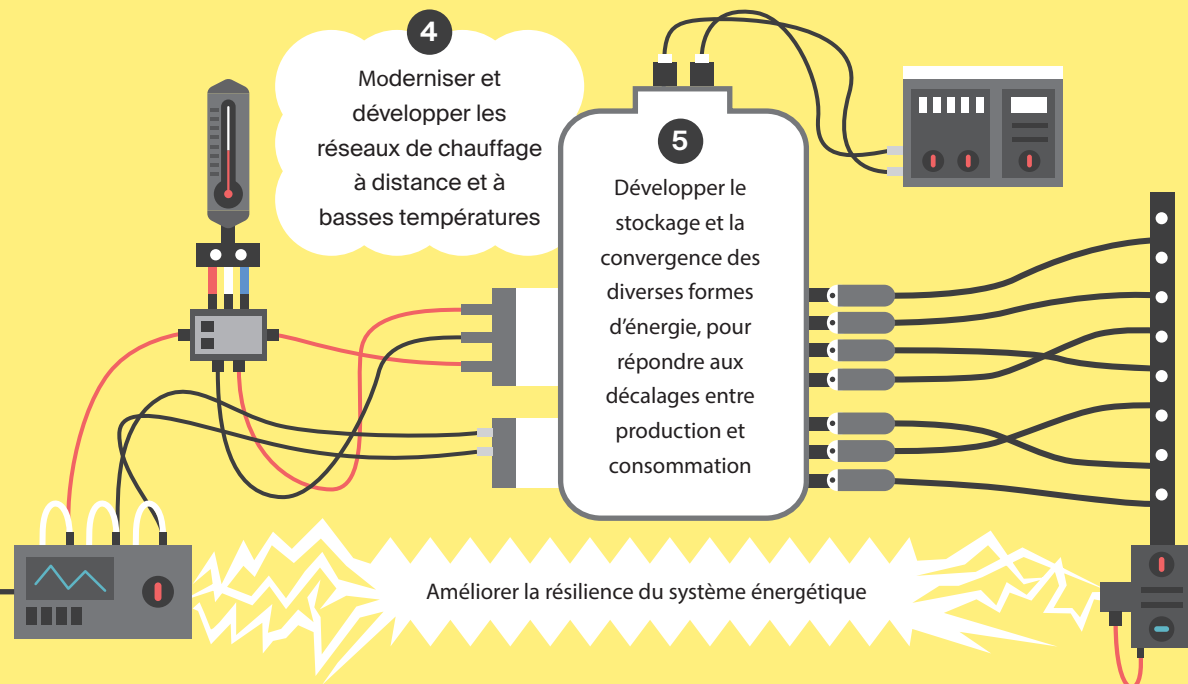 4
Moderniser et
développer les
réseaux de chauffage
à distance et à
basses températures
5
Développer le
stockage et la
convergence des
diverses formes
d’énergie, pour
répondre aux
décalages entre
production et
consommation
Améliorer la résilience du système énergétique